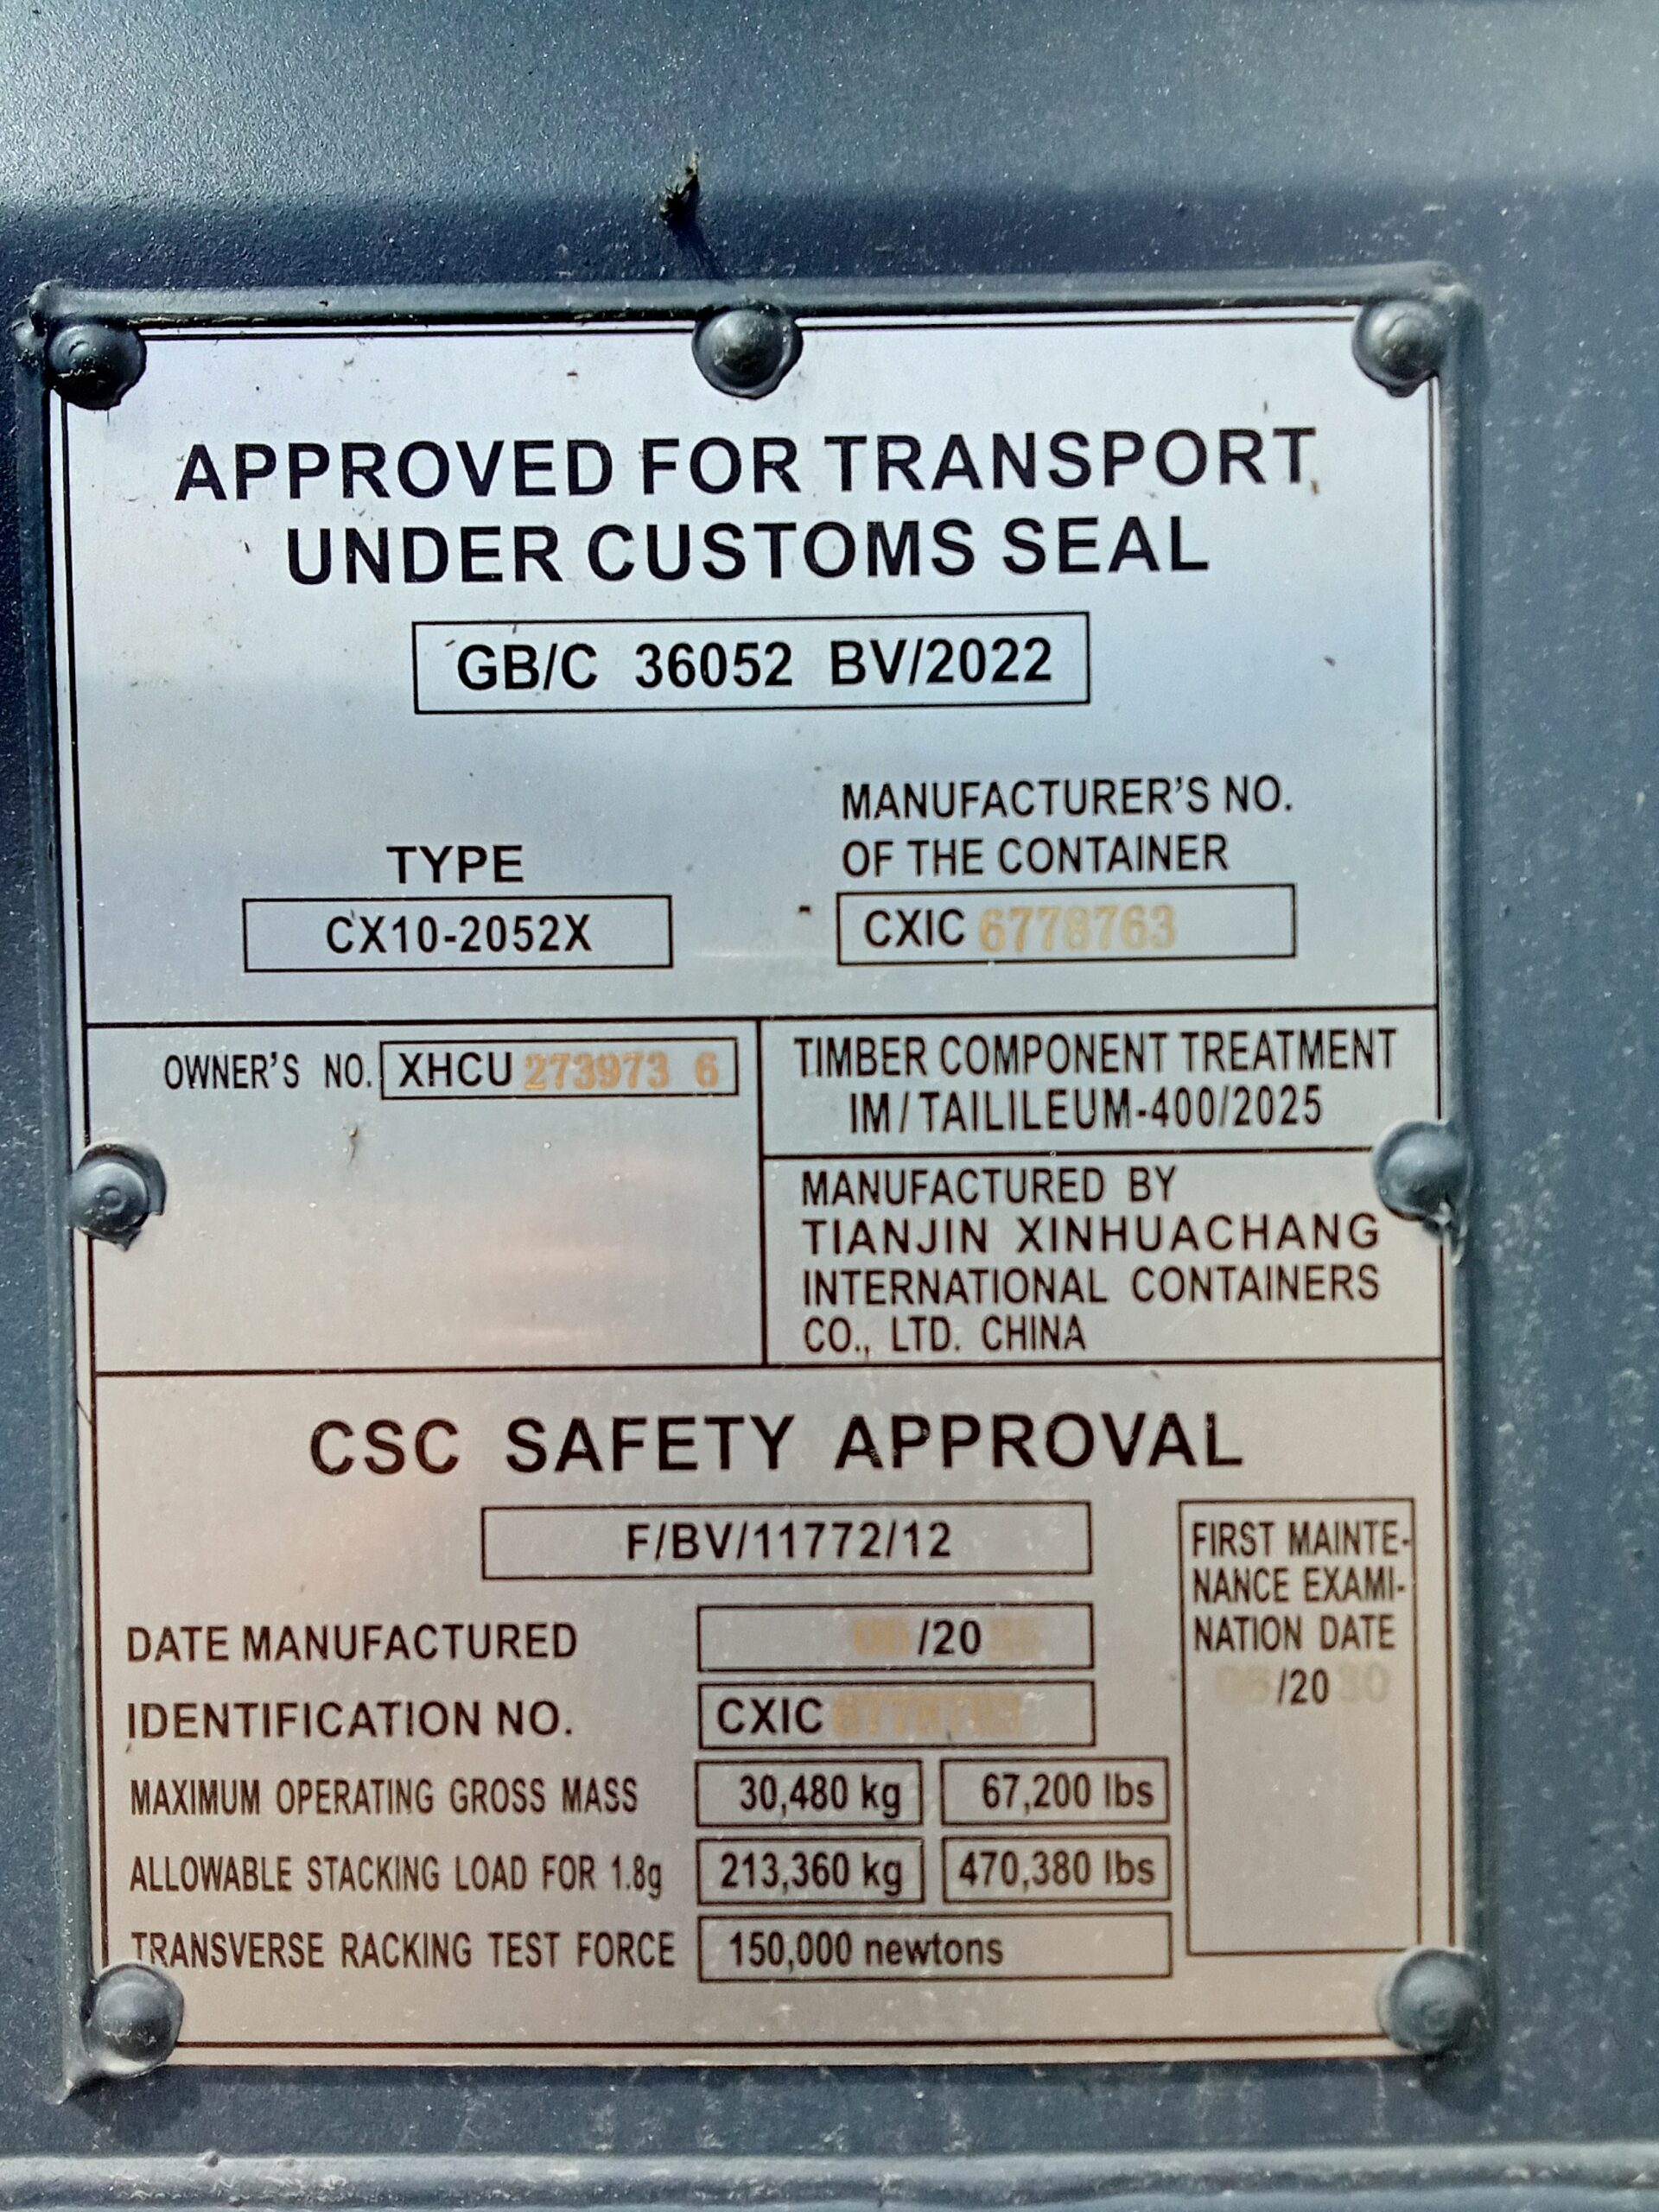 APPROVED FOR TRANSPORT
UNDER CUSTOMS SEAL
GB/C 36052 BV/2022
TYPE
CX10-2052X
MANUFACTURER'S NO.
OF THE CONTAINER
CXIC 6778763
OWNER'S NO. XHCU 273973 6
TIMBER COMPONENT TREATMENT
IM / TAILILEUM-400/2025
MANUFACTURED BY
TIANJIN XINHUACHANG
INTERNATIONAL CONTAINERS
CO., LTD. CHINA
CSC SAFETY APPROVAL
F/BV/11772/12
DATE MANUFACTURED /20
IDENTIFICATION NO. CXIC 6778763
MAXIMUM OPERATING GROSS MASS 30,480 kg 67,200 lbs
ALLOWABLE STACKING LOAD FOR 1.8g 213,360 kg 470,380 lbs
TRANSVERSE RACKING TEST FORCE 150,000 newtons
FIRST MAINTE-
NANCE EXAMI-
NATION DATE
06/20 30